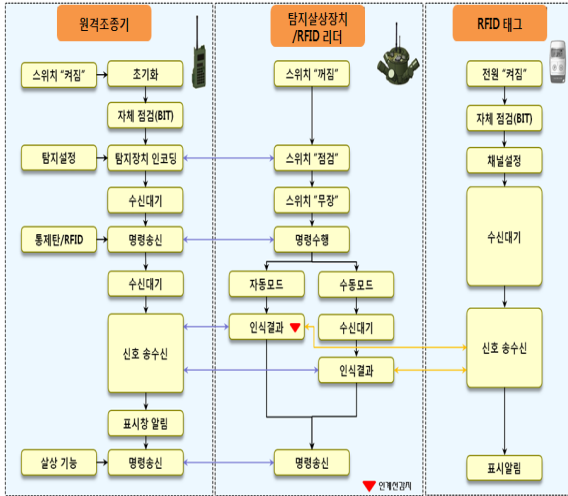 원격조종기
스위치 “켜짐”
초기화
자체 점검(BIT)
탐지설정
탐지장치 인코딩
수신대기
통제탄/RFID
명령송신
수신대기
신호 송수신
표시창 알림
살상 기능
명령송신
탐지살상장치
/RFID 리더
스위치 “꺼짐”
스위치 “점검”
스위치 “무장”
명령수행
자동모드
수동모드
인식결과
수신대기
인식결과
명령송신
인계선감지
RFID 태그
전원 “켜짐”
자체 점검(BIT)
채널설정
수신대기
신호 송수신
표시알림